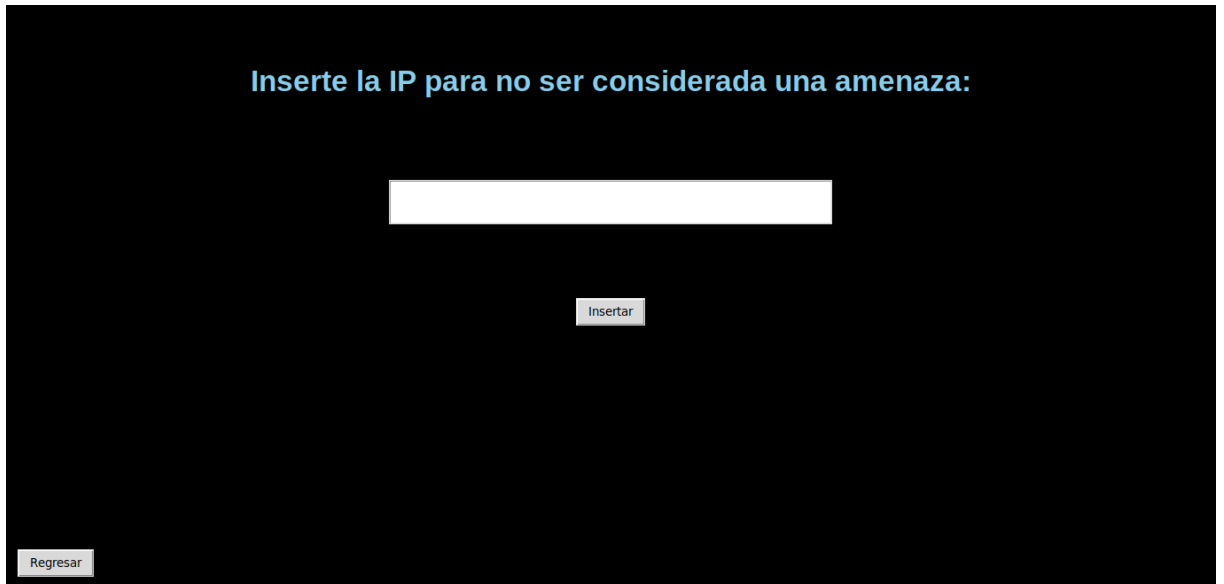 Inserte la IP para no ser considerada una amenaza:
Insertar
Regresar